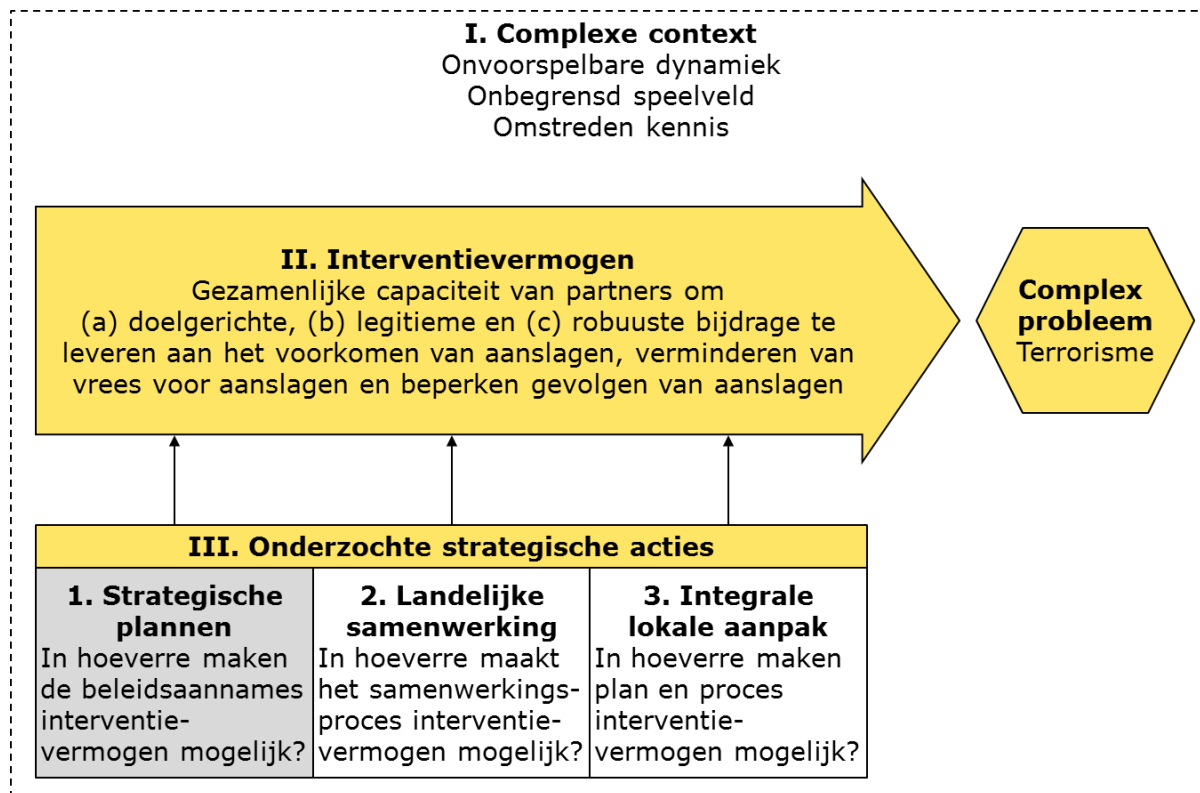 I. Complexe context
Onvoorspelbare dynamiek
Onbegrensd speelveld
Omstreden kennis
II. Interventievermogen
Gezamenlijke capaciteit van partners om
(a) doelgerichte, (b) legitieme en (c) robuuste bijdrage te
leveren aan het voorkomen van aanslagen, verminderen van
vrees voor aanslagen en beperken gevolgen van aanslagen
Complex
probleem
Terrorisme
III. Onderzochte strategische acties
1. Strategische
plannen
In hoeverre maken
de beleidsaannames
interventie-
vermogen mogelijk?
2. Landelijke
samenwerking
In hoeverre maakt
het samenwerkings-
proces interventie-
vermogen mogelijk?
3. Integrale
lokale aanpak
In hoeverre maken
plan en proces
interventie-
vermogen mogelijk?